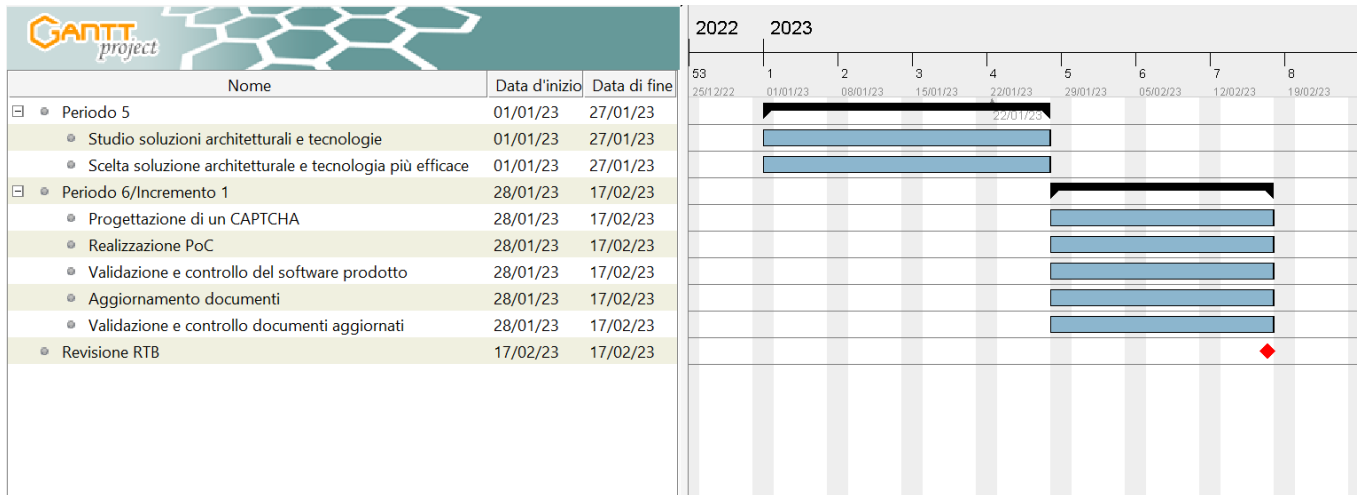 GANTT project
2022 2023
53 1 2 3 4 5 6 7 8
25/12/22 01/01/23 08/01/23 15/01/23 22/01/23 29/01/23 05/02/23 12/02/23 19/02/23
22/01/23
Nome Data d'inizio Data di fine
Periodo 5 01/01/23 27/01/23
Studio soluzioni architetturali e tecnologie 01/01/23 27/01/23
Scelta soluzione architetturale e tecnologia più efficace 01/01/23 27/01/23
Periodo 6/Incremento 1 28/01/23 17/02/23
Progettazione di un CAPTCHA 28/01/23 17/02/23
Realizzazione PoC 28/01/23 17/02/23
Validazione e controllo del software prodotto 28/01/23 17/02/23
Aggiornamento documenti 28/01/23 17/02/23
Validazione e controllo documenti aggiornati 28/01/23 17/02/23
Revisione RTB 17/02/23 17/02/23